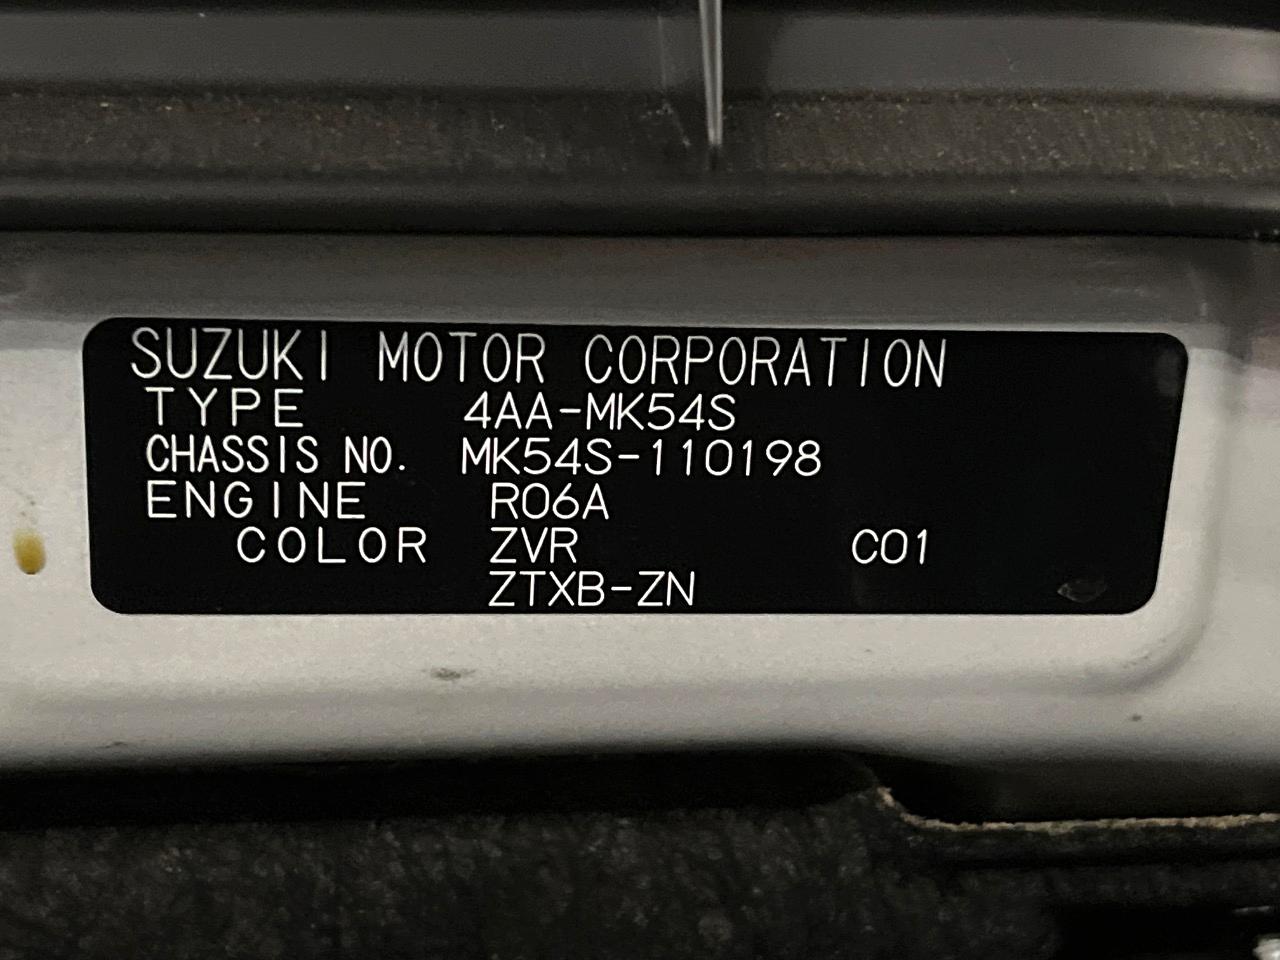 SUZUKI MOTOR CORPORATION
TYPE 4AA-MK54S
CHASSIS NO. MK54S-110198
ENGINE R06A
COLOR ZVR C01
ZTXB-ZN